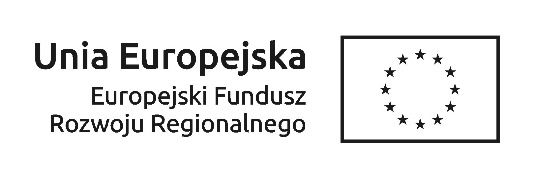 Unia Europejska
Europejski Fundusz
Rozwoju Regionalnego